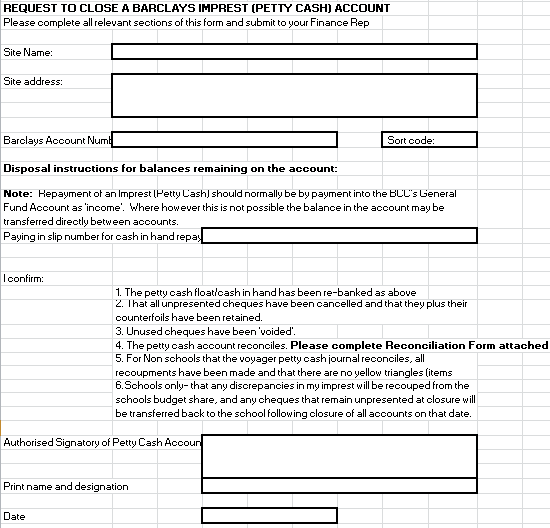 REQUEST TO CLOSE A BARCLAYS IMPREST (PETTY CASH) ACCOUNT
Please complete all relevant sections of this form and submit to your Finance Rep
Site Name:
Site address:
Barclays Account Numb
Sort code:
Disposal instructions for balances remaining on the account:
Note: Repayment of an Imprest (Petty Cash) should normally be by payment into the BCC's General
Fund Account as 'income'. Where however this is not possible the balance in the account may be
transferred directly between accounts.
Paying in slip number for cash in hand repay
I confirm:
1. The petty cash float/cash in hand has been re-banked as above
2. That all unpresented cheques have been cancelled and that they plus their
counterfoils have been retained.
3. Unused cheques have been 'voided'.
4. The petty cash account reconciles. Please complete Reconciliation Form attached
5. For Non schools that the voyager petty cash journal reconciles, all
recoupments have been made and that there are no yellow triangles (items
6.Schools only- that any discrepancies in my imprest will be recouped from the
schools budget share, and any cheques that remain unpresented at closure will
be transferred back to the school following closure of all accounts on that date.
Authorised Signatory of Petty Cash Accoun
Print name and designation
Date